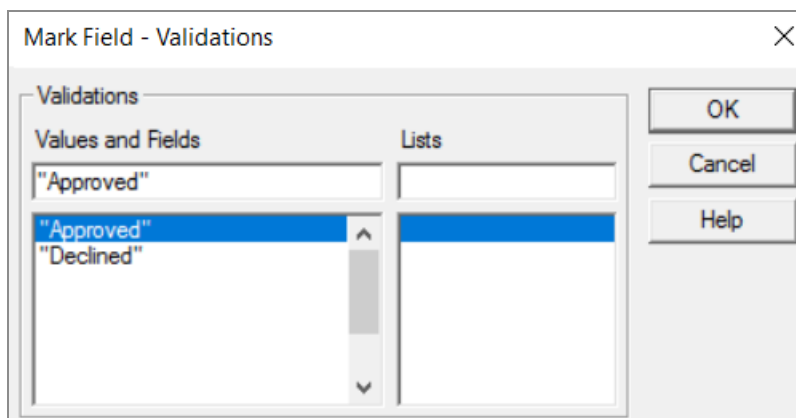 Mark Field - Validations
Validations
Values and Fields
Lists
"Approved"
"Approved"
"Declined"
OK
Cancel
Help